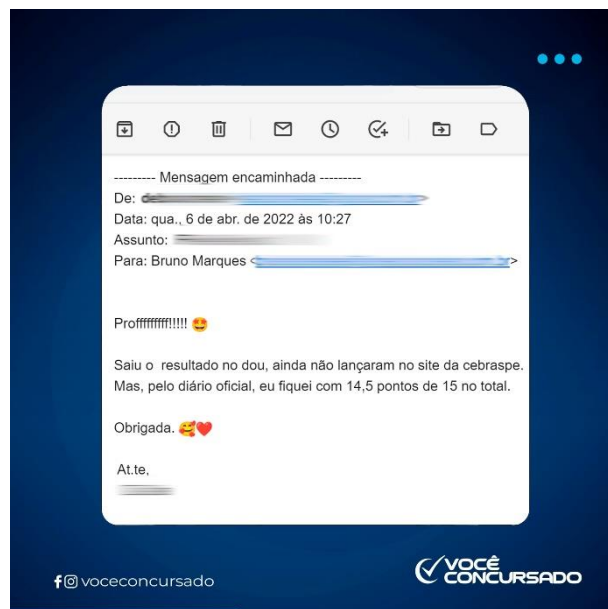 --------- Mensagem encaminhada ---------
De:
Data: qua., 6 de abr. de 2022 às 10:27
Assunto:
Para: Bruno Marques < >
Proffffffff!!!!! 🤩
Saiu o resultado no dou, ainda não lançaram no site da cebraspe.
Mas, pelo diário oficial, eu fiquei com 14,5 pontos de 15 no total.
Obrigada. 🥰❤️
At.te,
voceconcursado
VOCÊ
CONCURSADO